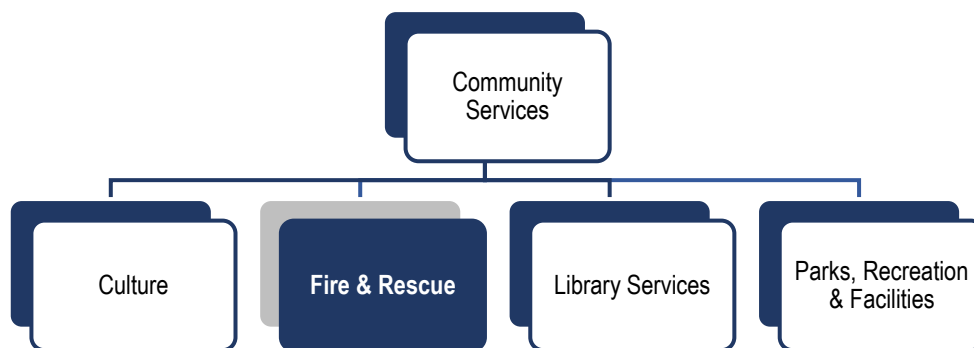 Community
Services
Culture
Fire & Rescue
Library Services
Parks, Recreation
& Facilities